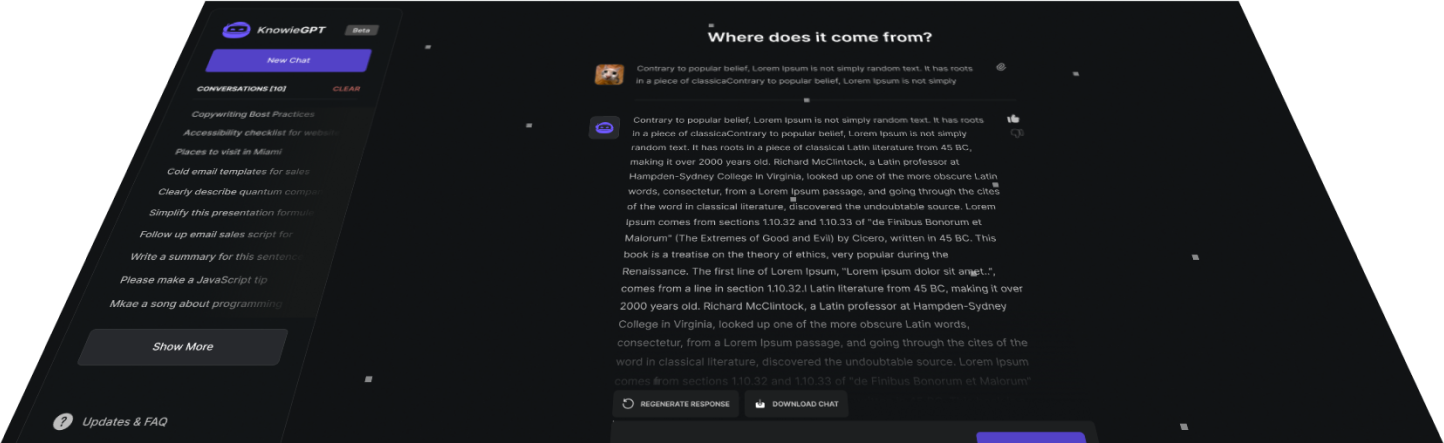 KnowieGPT
Beta
New Chat
CONVERSATIONS [10]
CLEAR
Copywriting Bost Practices
Accessibility checklist for
Places to visit in Miami
Cold email templates for sales
Clearly describe quantum
Simplify this presentation
Follow up email sales script for
Write a summary for this
Please make a JavaScript tip
Mkae a song about programming
Show More
Updates & FAQ
Where does it come from?
Contrary to popular belief, Lorem Ipsum is not simply random text. It has roots
in a piece of classicaContrary to popular belief, Lorem Ipsum is not simply
Contrary to popular belief, Lorem Ipsum is not simply random text. It has roots
in a piece of classicaContrary to popular belief, Lorem Ipsum is not simply
random text. It has roots in a piece of classical Latin literature from 45 BC,
making it over 2000 years old. Richard McClintock, a Latin professor at
Hampden-Sydney College in Virginia, looked up one of the more obscure Latin
words, consectetur, from a Lorem Ipsum passage, and going through the cites
of the word in classical literature, discovered the undoubtable source. Lorem
Ipsum comes from sections 1.10.32 and 1.10.33 of "de Finibus Bonorum et
Malorum" (The Extremes of Good and Evil) by Cicero, written in 45 BC. This
book is a treatise on the theory of ethics, very popular during the
Renaissance. The first line of Lorem Ipsum, "Lorem ipsum dolor sit amet..",
comes from a line in section 1.10.32.l Latin literature from 45 BC, making it over
2000 years old. Richard McClintock, a Latin professor at Hampden-Sydney
College in Virginia, looked up one of the more obscure Latin words,
consectetur, from a Lorem Ipsum passage, and going through the cites of the
word in classical literature, discovered the undoubtable source. Lorem Ipsum
comes from sections 1.10.32 and 1.10.33 of "de Finibus Bonorum et Malorum"
REGENERATE RESPONSE
DOWNLOAD CHAT